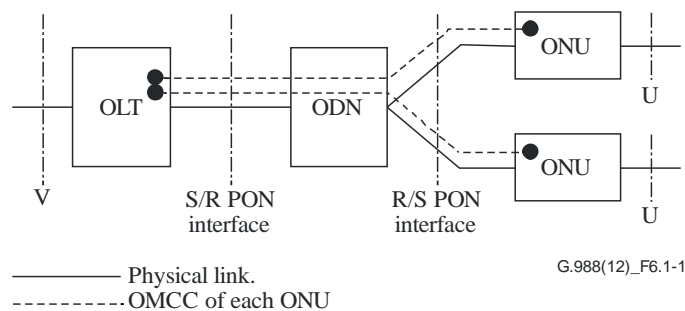 ONU
OLT
ODN
U
ONU
V
S/R PON
interface
R/S PON
interface
U
G.988(12)_F6.1-1
Physical link.
OMCC of each ONU